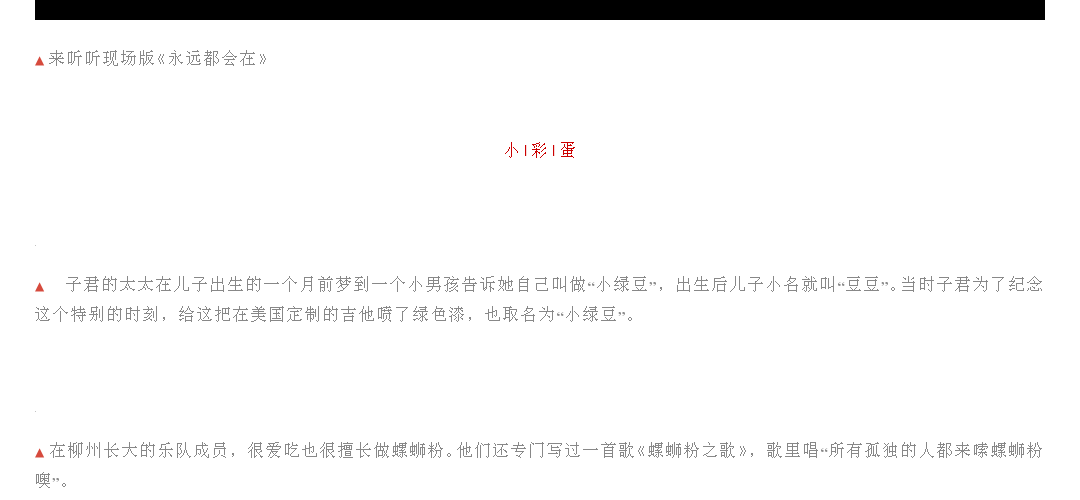 ▲来听听现场版《永远都会在》
小 | 彩 | 蛋
▲ 子君的太太在儿子出生的一个月前梦到一个小男孩告诉她自己叫做“小绿豆”，出生后儿子小名就叫“豆豆”。当时子君为了纪念
这个特别的时刻，给这把在美国定制的吉他喷了绿色漆，也取名为“小绿豆”。
▲在柳州长大的乐队成员，很爱吃也很擅长做螺蛳粉。他们还专门写过一首歌《螺蛳粉之歌》，歌里唱“所有孤独的人都来嗦螺蛳粉
噢”。